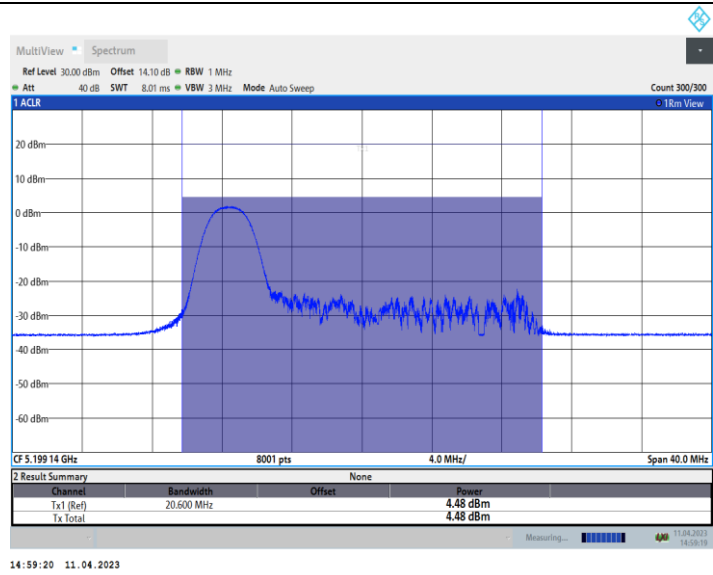 MultiView Spectrum
Ref Level 30.00 dBm Offset 14.10 dB RBW 1 MHz
Att 40 dB SWT 8.01 ms VBW 3 MHz Mode Auto Sweep Count 300/300
1 ACLR 1Rm View
20 dBm
10 dBm
0 dBm
-10 dBm
-20 dBm
-30 dBm
-40 dBm
-50 dBm
-60 dBm
CF 5.199 14 GHz 8001 pts 4.0 MHz/ Span 40.0 MHz
2 Result Summary None
Channel Bandwidth Offset Power
Tx1 (Ref) 20.600 MHz 4.48 dBm
Tx Total 4.48 dBm
Measuring... 11.04.2023
14:59:19
14:59:20 11.04.2023